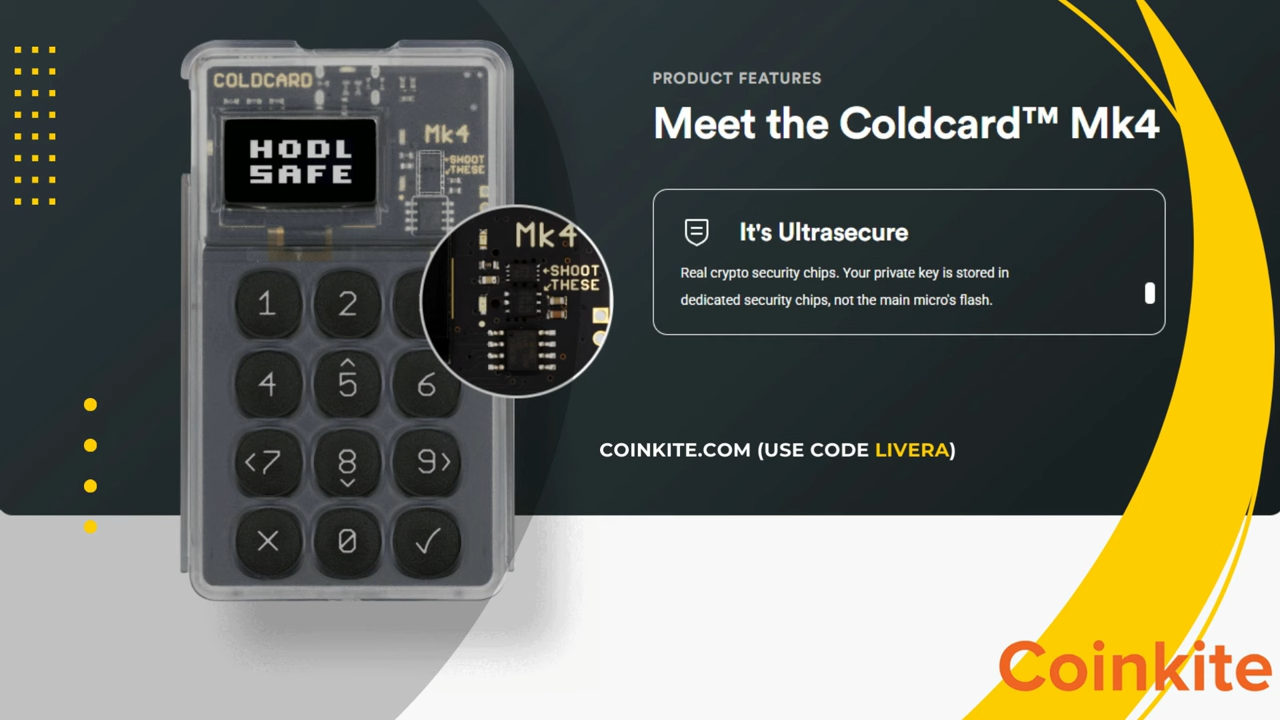 COLDCARD
HODL
SAFE
Mk4
←SHOOT
↙THESE
Mk4
←SHOOT
↙THESE
1
2
4
5
6
<7
8
9>
×
0
✓
PRODUCT FEATURES
Meet the Coldcard™ Mk4
It's Ultrasecure
Real crypto security chips. Your private key is stored in
dedicated security chips, not the main micro's flash.
COINKITE.COM (USE CODE LIVERA)
Coinkite